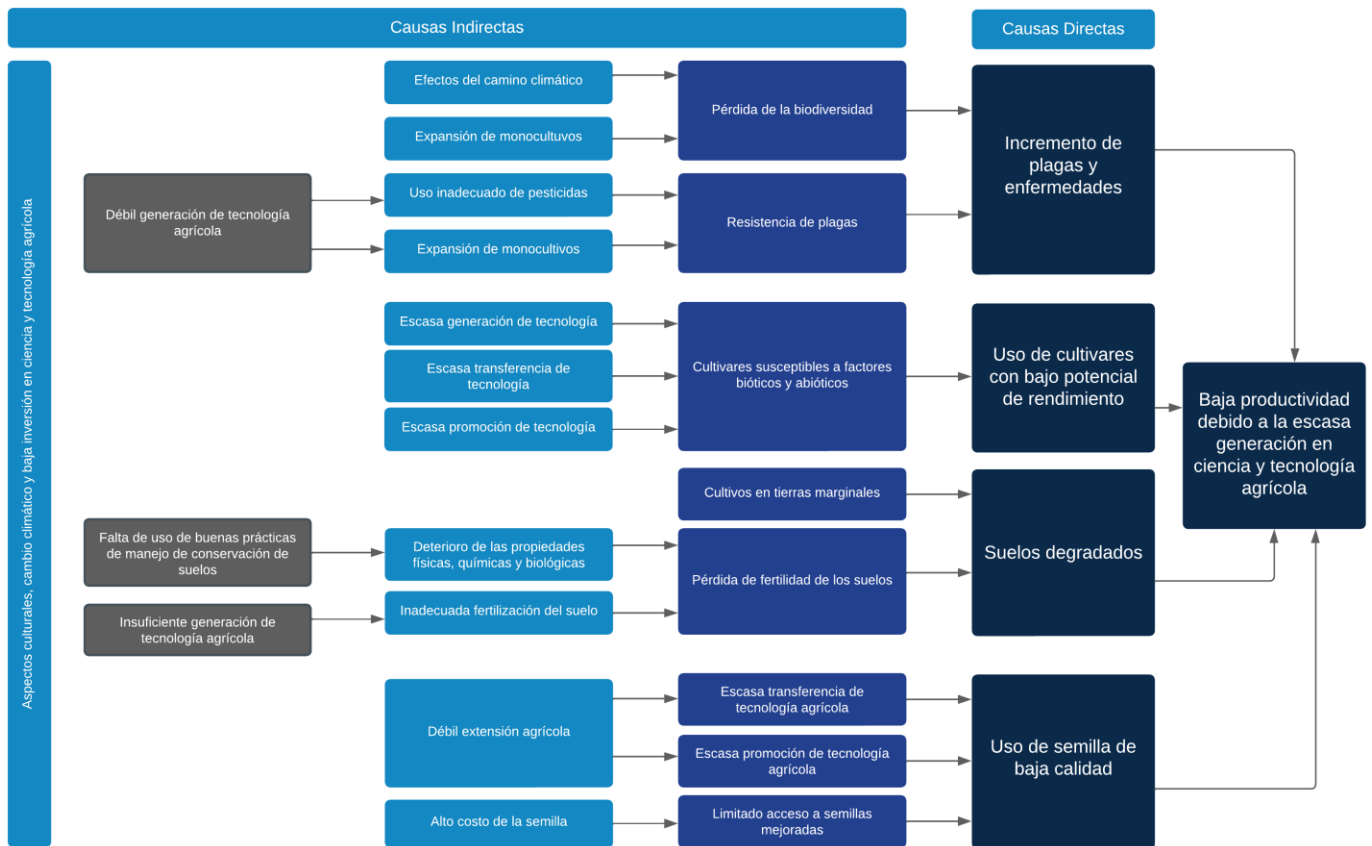 Causas Indirectas
Causas Directas
Aspectos culturales, cambio climático y baja inversión en ciencia y tecnología agrícola
Efectos del camino climático
Pérdida de la biodiversidad
Expansión de monocultuvos
Incremento de
plagas y
enfermedades
Débil generación de tecnología
agrícola
Uso inadecuado de pesticidas
Resistencia de plagas
Expansión de monocultivos
Escasa generación de tecnología
Escasa transferencia de
tecnología
Escasa promoción de tecnología
Cultivares susceptibles a factores
bióticos y abióticos
Uso de cultivares
con bajo potencial
de rendimiento
Baja productividad
debido a la escasa
generación en
ciencia y tecnología
agrícola
Cultivos en tierras marginales
Falta de uso de buenas prácticas
de manejo de conservación de
suelos
Deterioro de las propiedades
físicas, químicas y biológicas
Pérdida de fertilidad de los suelos
Suelos degradados
Insuficiente generación de
tecnología agrícola
Inadecuada fertilización del suelo
Débil extensión agrícola
Escasa transferencia de
tecnología agrícola
Escasa promoción de tecnología
agrícola
Uso de semilla de
baja calidad
Alto costo de la semilla
Limitado acceso a semillas
mejoradas